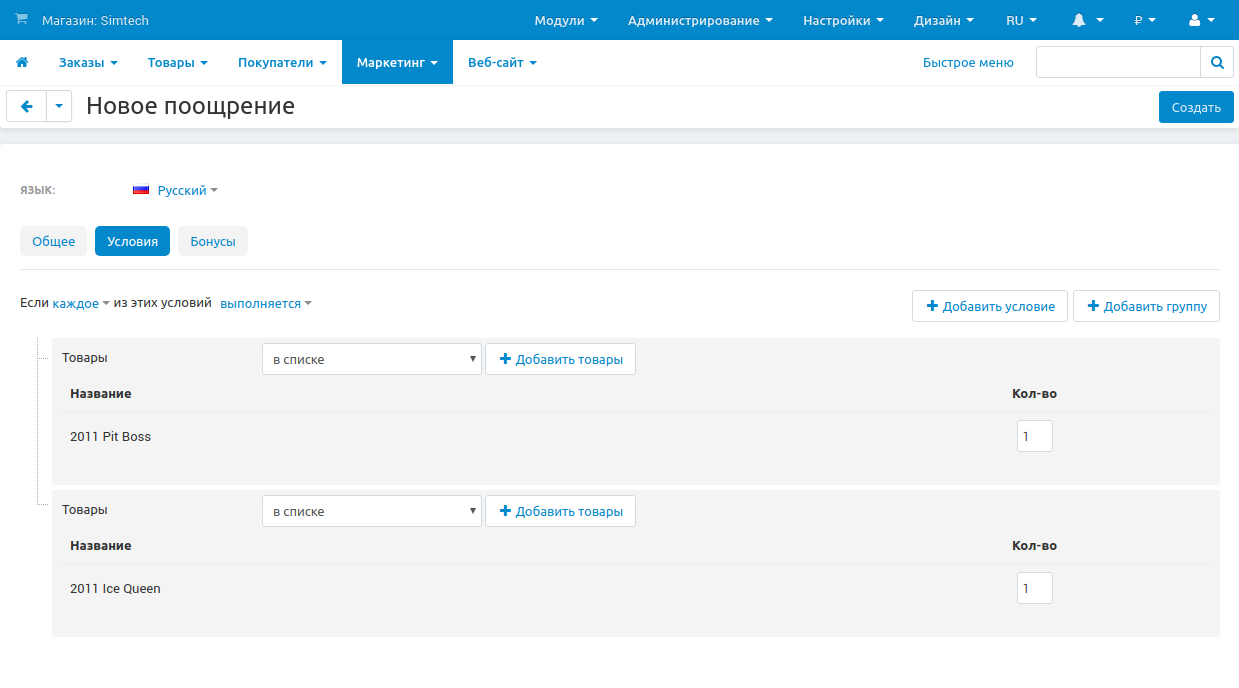 Магазин: Simtech Модули Администрирование Настройки Дизайн RU ₽
Заказы Товары Покупатели Маркетинг Веб-сайт Быстрое меню
Новое поощрение Создать
ЯЗЫК: Русский
Общее Условия Бонусы
Если каждое из этих условий выполняется Добавить условие Добавить группу
Товары в списке Добавить товары
Название Кол-во
2011 Pit Boss 1
Товары в списке Добавить товары
Название Кол-во
2011 Ice Queen 1